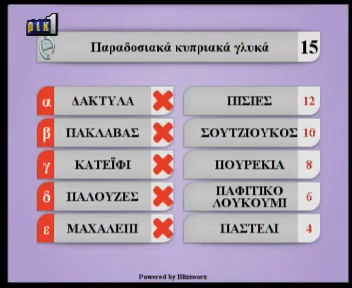 ΡΙΚ 1
Παραδοσιακά κυπριακά γλυκά 15
α ΔΑΚΤΥΛΑ ΠΙΣΙΕΣ 12
β ΠΑΚΛΑΒΑΣ ΣΟΥΤΖΙΟΥΚΟΣ 10
γ ΚΑΤΕΪΦΙ ΠΟΥΡΕΚΙΑ 8
δ ΠΑΛΟΥΖΕΣ ΠΑΦΙΤΙΚΟ
ΛΟΥΚΟΥΜΙ 6
ε ΜΑΧΑΛΕΠΙ ΠΑΣΤΕΛΙ 4
Powered by Blizzworx